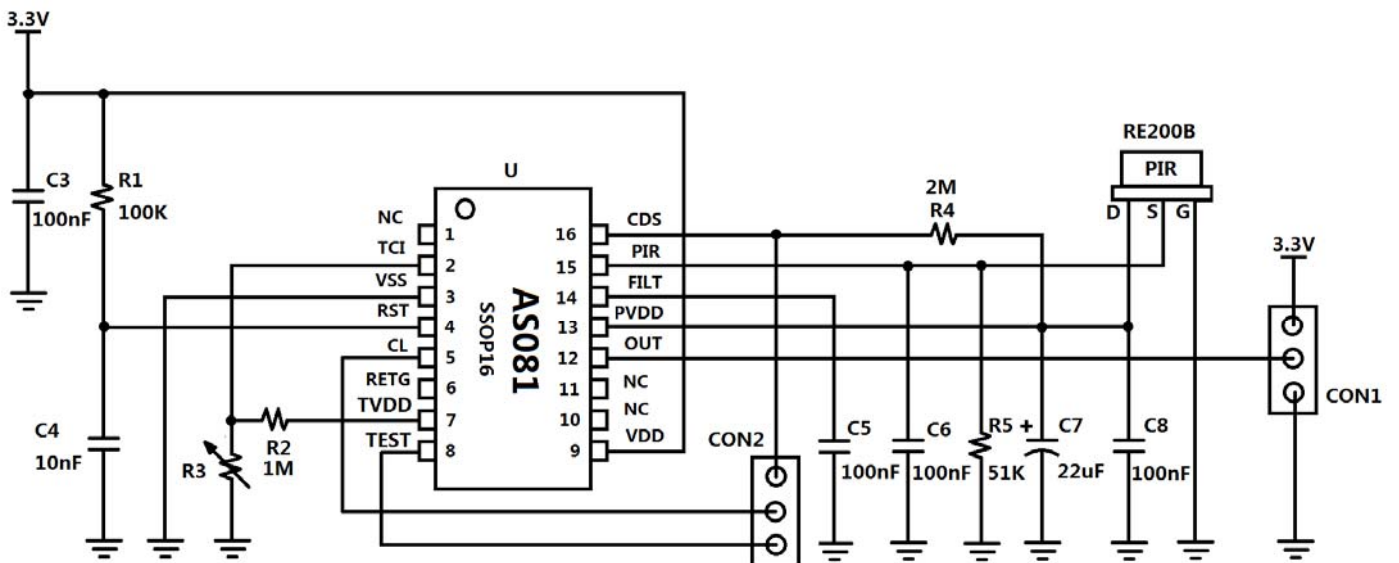 3.3V
C3
100nF
R1
100K
C4
10nF
R3
R2
1M
U
NC
TCI
VSS
RST
CL
RETG
TVDD
TEST
1
2
3
4
5
6
7
8
AS081
SSOP16
16
15
14
13
12
11
10
9
CDS
PIR
FILT
PVDD
OUT
NC
NC
VDD
CON2
2M
R4
C5
100nF
C6
100nF
R5
51K
+
C7
22uF
C8
100nF
RE200B
PIR
D S G
3.3V
CON1